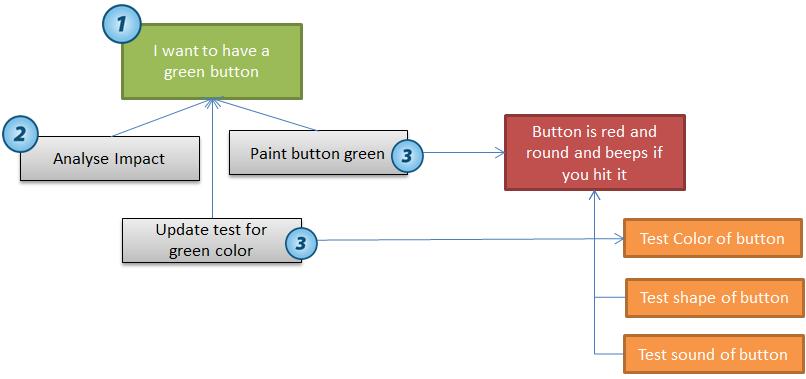 1
I want to have a
green button
2
Analyse Impact
Paint button green
3
Button is red and
round and beeps if
you hit it
Update test for
green color
3
Test Color of button
Test shape of button
Test sound of button